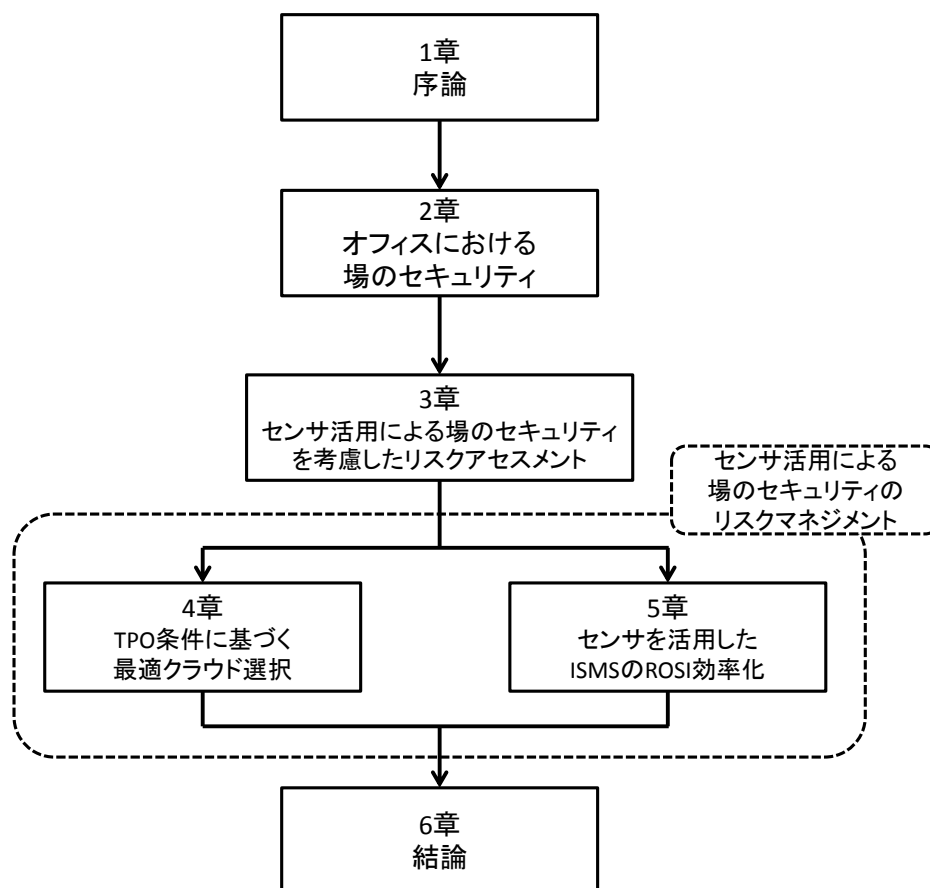 1章
序論
2章
オフィスにおける
場のセキュリティ
3章
センサ活用による場のセキュリティ
を考慮したリスクアセスメント
センサ活用による
場のセキュリティの
リスクマネジメント
4章
TPO条件に基づく
最適クラウド選択
5章
センサを活用した
ISMSのROSI効率化
6章
結論